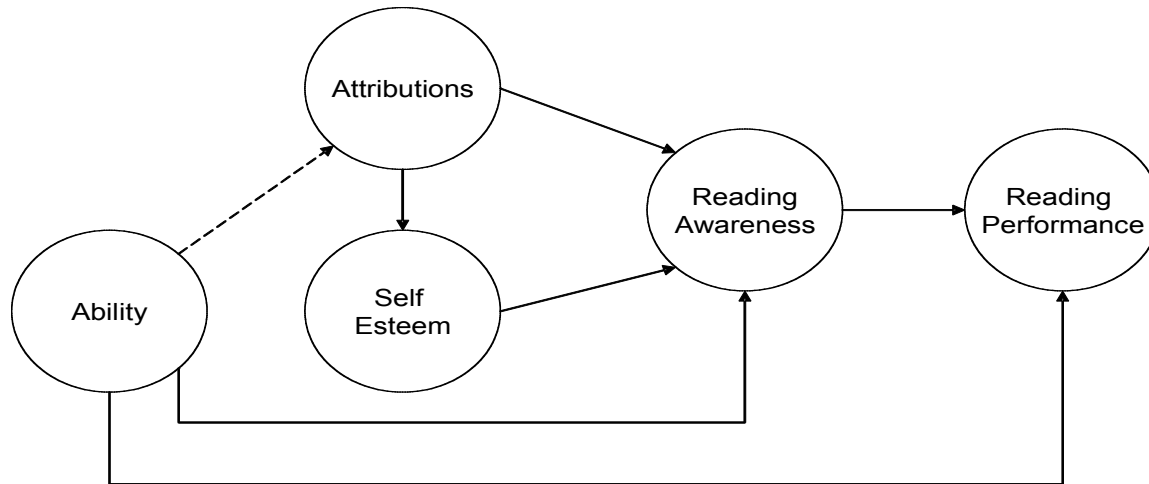 Attributions
Reading
Awareness
Reading
Performance
Ability
Self
Esteem